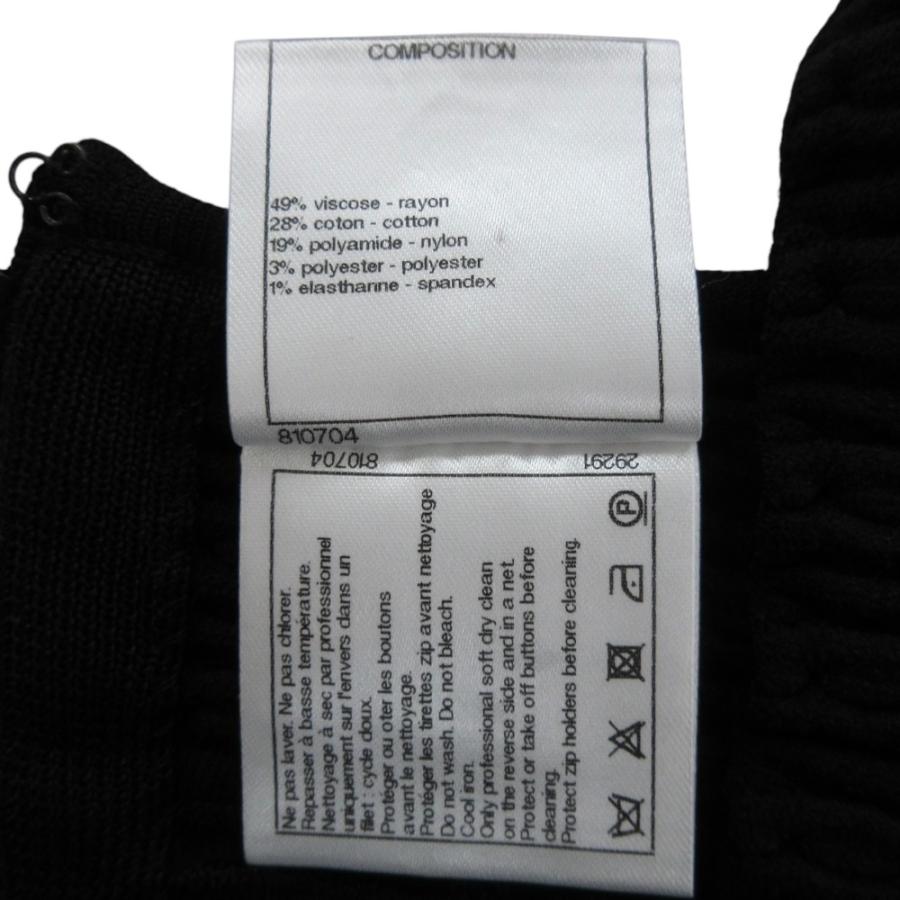 COMPOSITION
49% viscose - rayon
28% coton - cotton
19% polyamide - nylon
3% polyester - polyester
1% elasthanne - spandex
810704
810704
29291
Ne pas laver. Ne pas chlorer.
Repasser à basse température.
Nettoyage à sec par professionnel
uniquement sur l'envers dans un
filet : cycle doux.
Protéger ou oter les boutons
avant le nettoyage.
Protéger les tirettes zip avant nettoyage
Do not wash. Do not bleach.
Cool iron.
Only professional soft dry clean
on the reverse side and in a net.
Protect or take off buttons before
cleaning.
Protect zip holders before cleaning.
P